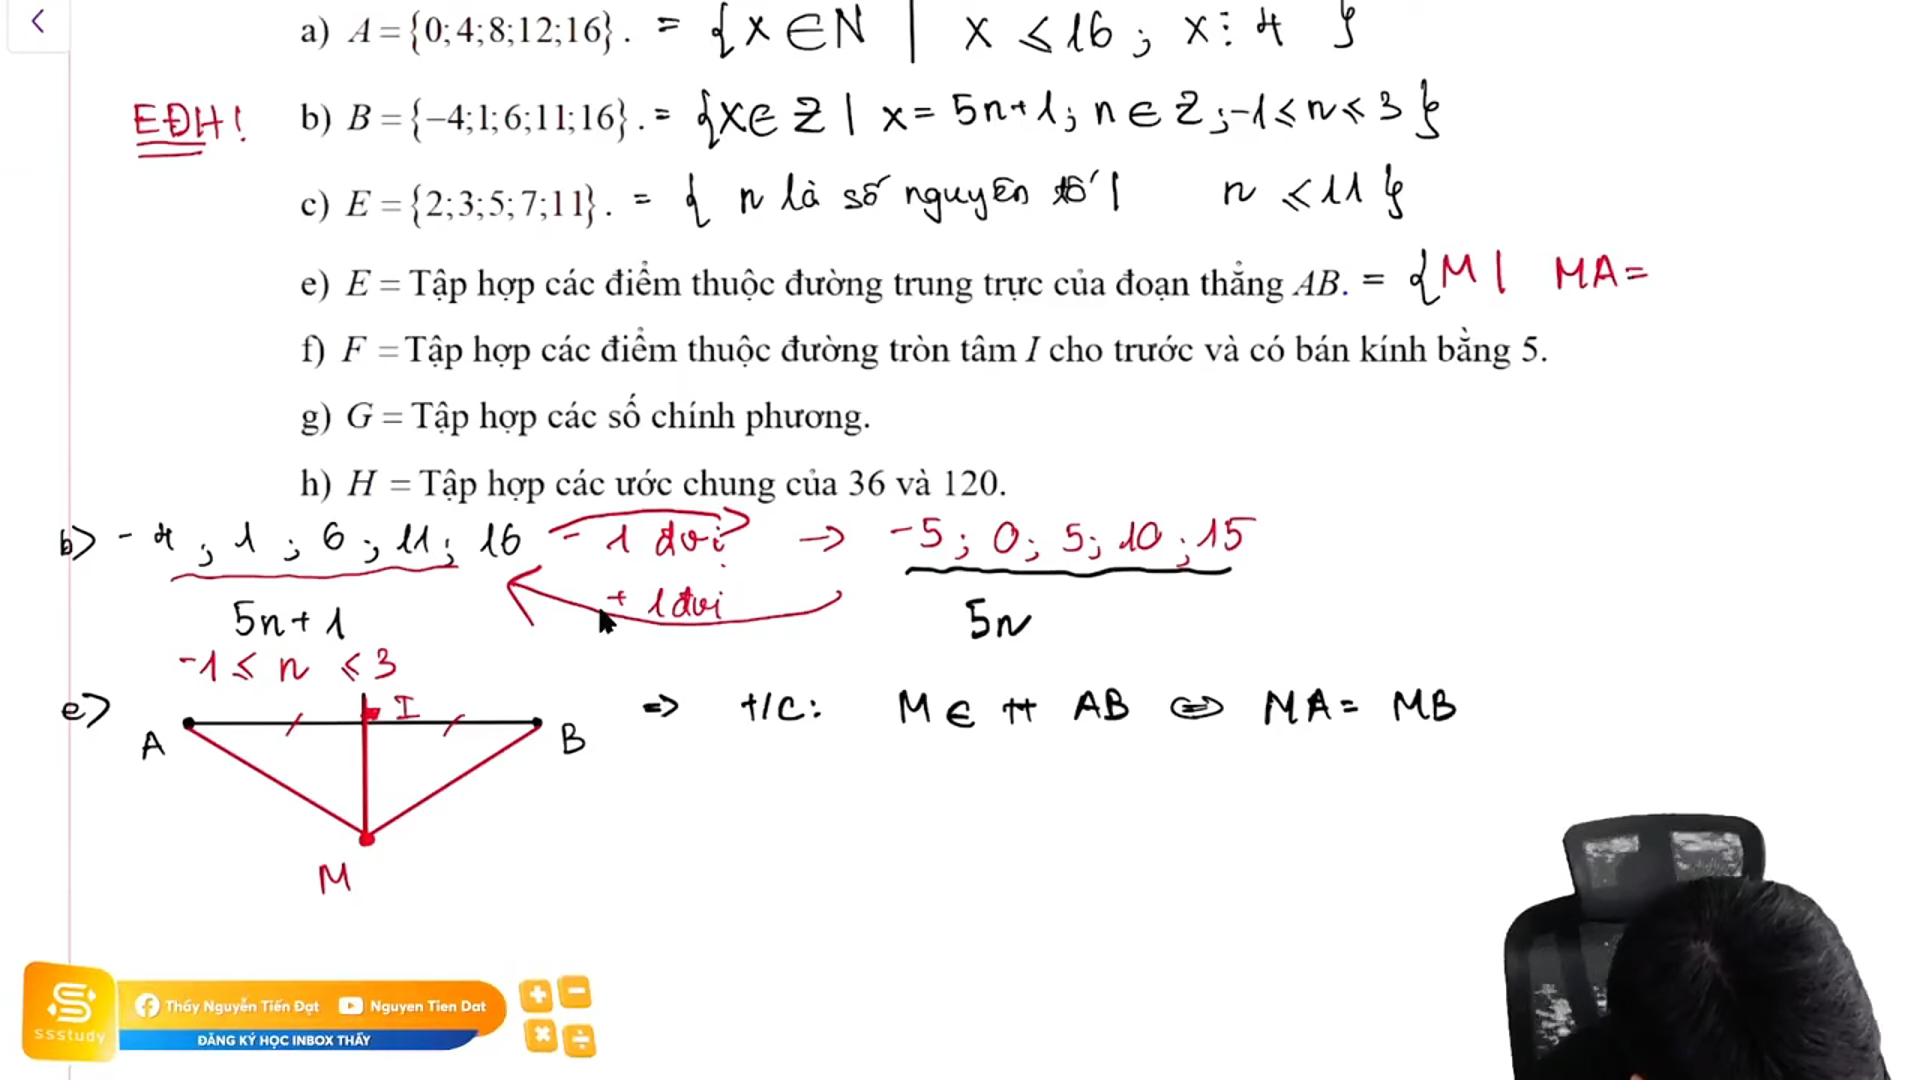 a) A = {0; 4; 8; 12; 16}. = {x ∈ N | x ≤ 16 ; x ⋮ 4 }
EĐH! b) B = {−4; 1; 6; 11; 16}. = {x ∈ Z | x = 5n+1 ; n ∈ Z ; -1 ≤ n ≤ 3 }
c) E = {2; 3; 5; 7; 11}. = { n là số nguyên tố | n ≤ 11 }
e) E = Tập hợp các điểm thuộc đường trung trực của đoạn thẳng AB. = {M | MA =
f) F = Tập hợp các điểm thuộc đường tròn tâm I cho trước và có bán kính bằng 5.
g) G = Tập hợp các số chính phương.
h) H = Tập hợp các ước chung của 36 và 120.
b) - 4 ; 1 ; 6 ; 11 ; 16 - 1 đvị → -5 ; 0 ; 5 ; 10 ; 15
+ 1 đvi
5n + 1 5n
-1 ≤ n ≤ 3
e) A I B M => t/c: M ∈ tt AB <=> MA = MB
ssstudy
Thầy Nguyễn Tiến Đạt Nguyen Tien Dat
ĐĂNG KÝ HỌC INBOX THẦY